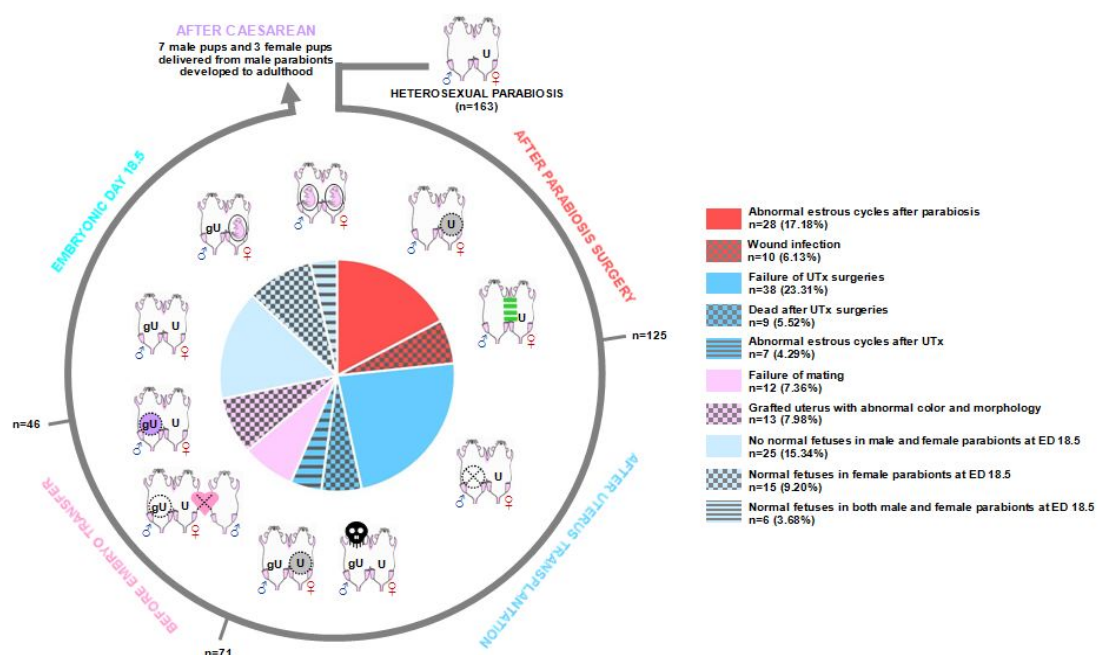 AFTER CAESAREAN
7 male pups and 3 female pups
delivered from male parabionts
developed to adulthood
U
♂ ♀
HETEROSEXUAL PARABIOSIS
(n=163)
AFTER PARABIOSIS SURGERY
n=125
AFTER UTERUS TRANSPLANTATION
n=71
BEFORE EMBRYO TRANSFER
n=46
EMBRYONIC DAY 18.5
♂ ♀
gU
♂ ♀
U
♂ ♀
U
♂ ♀
gU U
♂ ♀
gU U
♂ ♀
U
♂ ♀
gU U
♂ ♀ ♂
gU U
♂ ♀
gU U
♂ ♀
Abnormal estrous cycles after parabiosis
n=28 (17.18%)
Wound infection
n=10 (6.13%)
Failure of UTx surgeries
n=38 (23.31%)
Dead after UTx surgeries
n=9 (5.52%)
Abnormal estrous cycles after UTx
n=7 (4.29%)
Failure of mating
n=12 (7.36%)
Grafted uterus with abnormal color and morphology
n=13 (7.98%)
No normal fetuses in male and female parabionts at ED 18.5
n=25 (15.34%)
Normal fetuses in female parabionts at ED 18.5
n=15 (9.20%)
Normal fetuses in both male and female parabionts at ED 18.5
n=6 (3.68%)